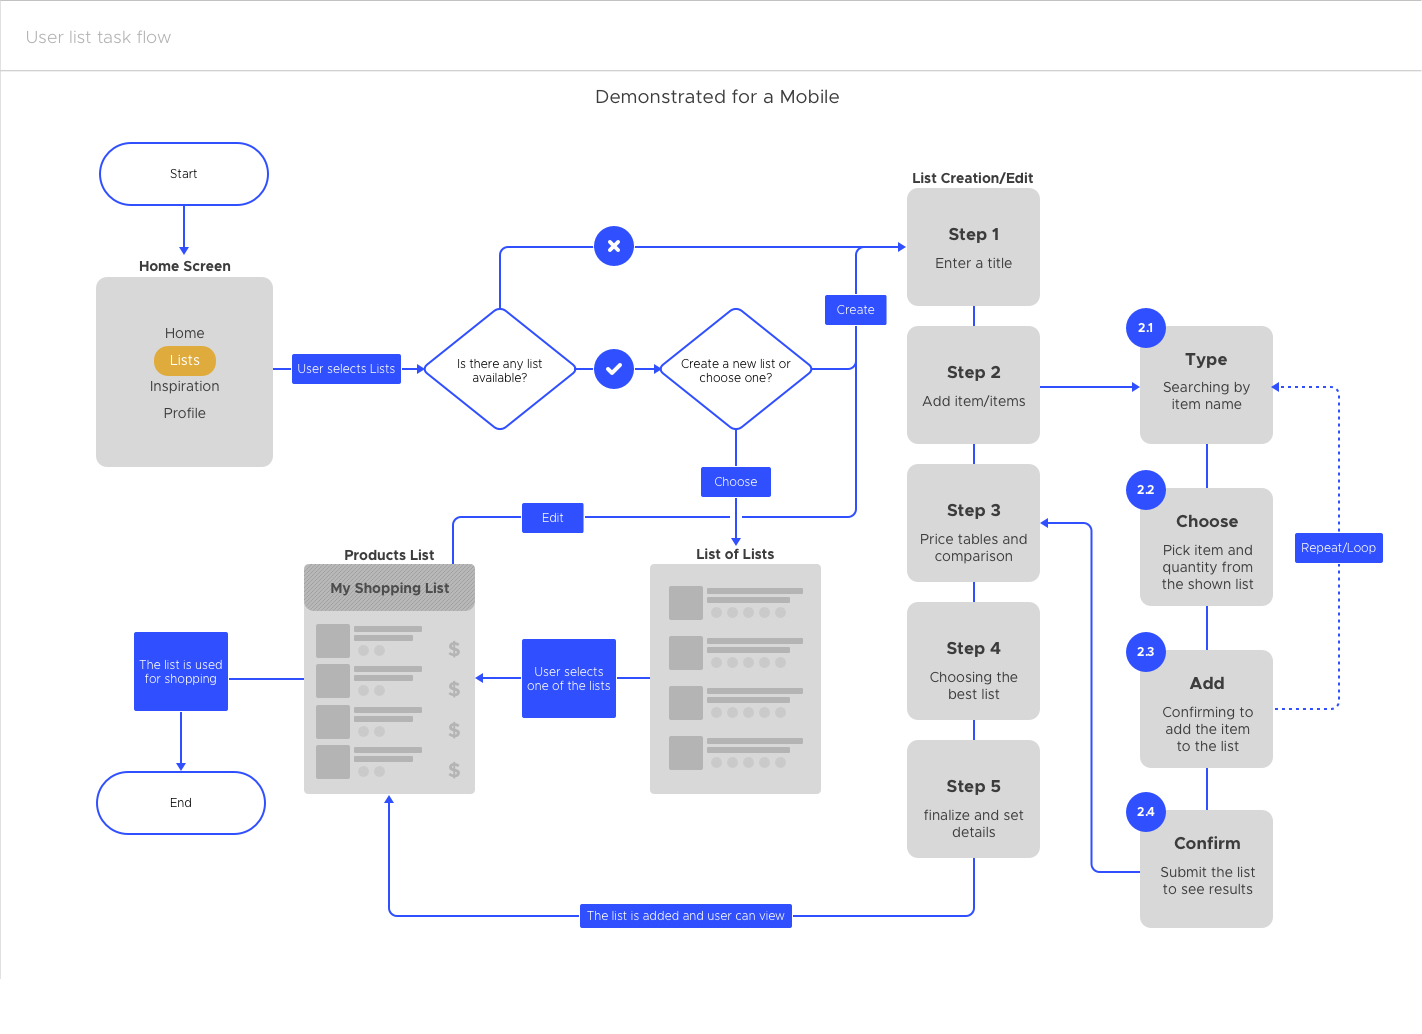 User list task flow
Demonstrated for a Mobile
Start
Home Screen
Home
Lists
Inspiration
Profile
User selects Lists
Is there any list
available?
Create a new list or
choose one?
Create
Choose
Edit
List Creation/Edit
Step 1
Enter a title
Step 2
Add item/items
Step 3
Price tables and
comparison
Step 4
Choosing the
best list
Step 5
finalize and set
details
2.1
Type
Searching by
item name
2.2
Choose
Pick item and
quantity from
the shown list
2.3
Add
Confirming to
add the item
to the list
2.4
Confirm
Submit the list
to see results
Repeat/Loop
List of Lists
User selects
one of the lists
Products List
My Shopping List
$
$
$
$
The list is used
for shopping
End
The list is added and user can view